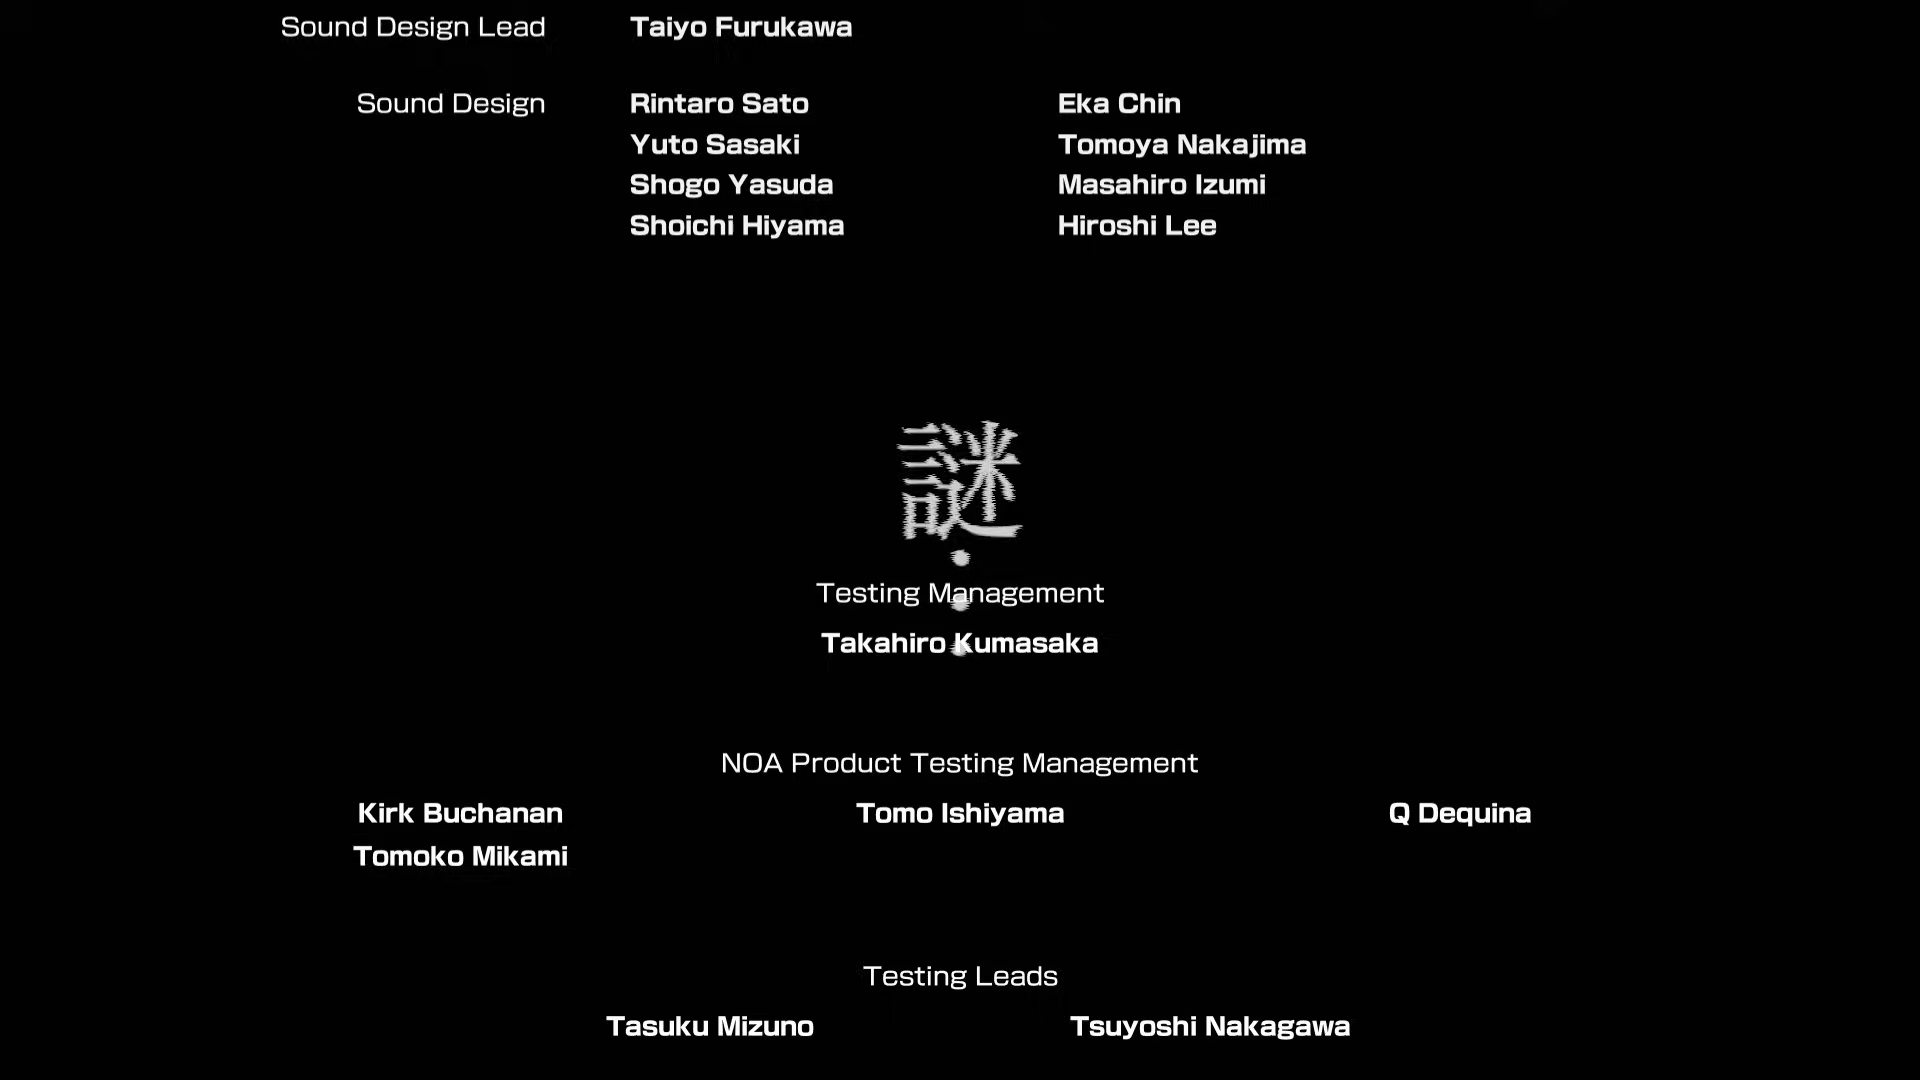 Sound Design Lead Taiyo Furukawa
Sound Design Rintaro Sato Eka Chin
Yuto Sasaki Tomoya Nakajima
Shogo Yasuda Masahiro Izumi
Shoichi Hiyama Hiroshi Lee
謎
Testing Management
Takahiro Kumasaka
NOA Product Testing Management
Kirk Buchanan Tomo Ishiyama Q Dequina
Tomoko Mikami
Testing Leads
Tasuku Mizuno Tsuyoshi Nakagawa